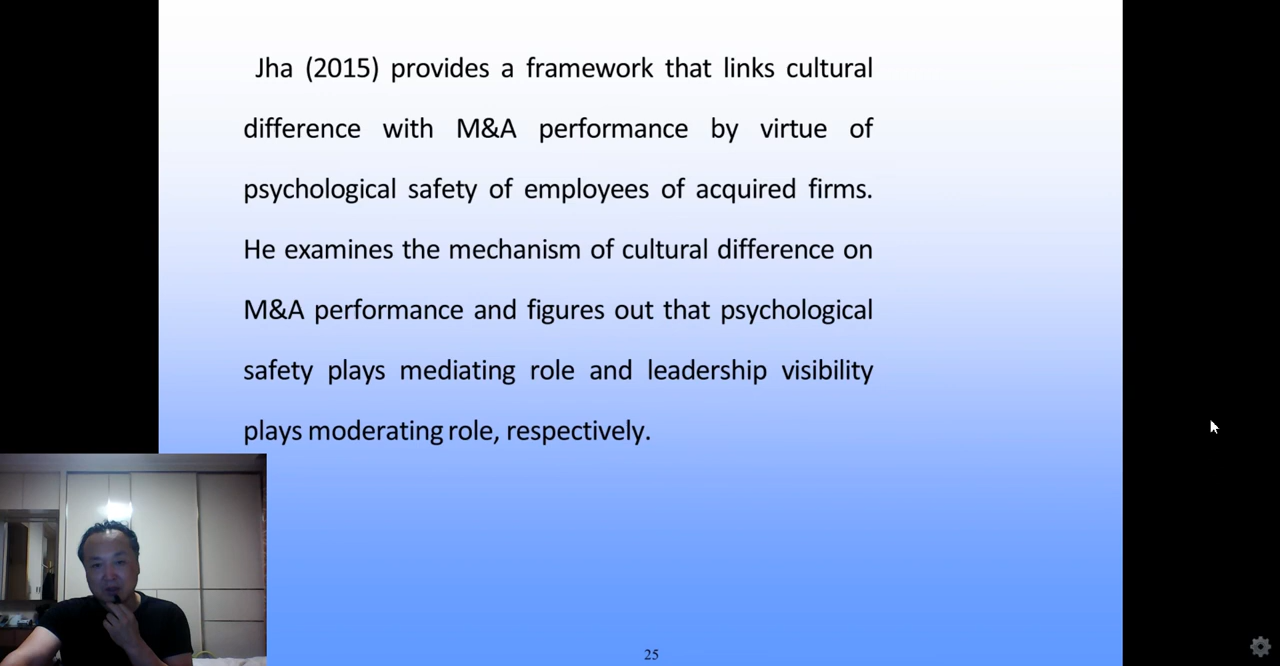 Jha (2015) provides a framework that links cultural
difference with M&A performance by virtue of
psychological safety of employees of acquired firms.
He examines the mechanism of cultural difference on
M&A performance and figures out that psychological
safety plays mediating role and leadership visibility
plays moderating role, respectively.
25